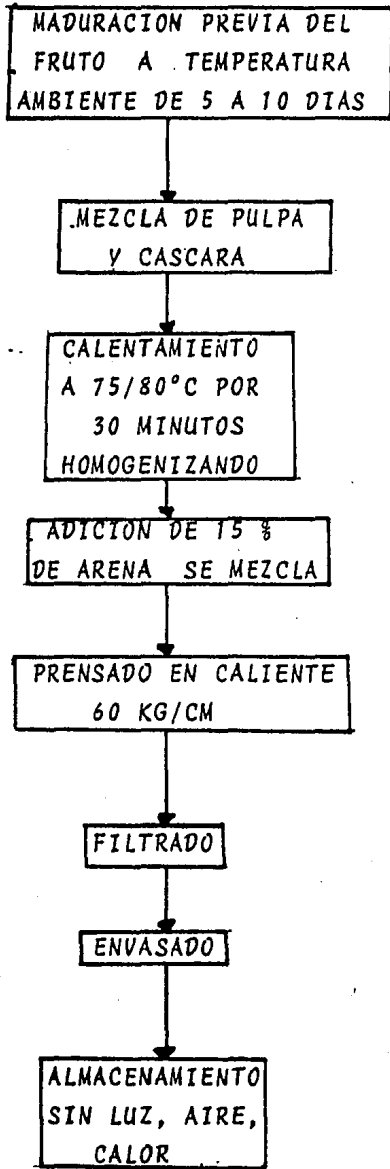 MADURACION PREVIA DEL
FRUTO A TEMPERATURA
AMBIENTE DE 5 A 10 DIAS
MEZCLA DE PULPA
Y CASCARA
CALENTAMIENTO
A 75/80°C POR
30 MINUTOS
HOMOGENIZANDO
ADICION DE 15 %
DE ARENA SE MEZCLA
PRENSADO EN CALIENTE
60 KG/CM
FILTRADO
ENVASADO
ALMACENAMIENTO
SIN LUZ, AIRE,
CALOR